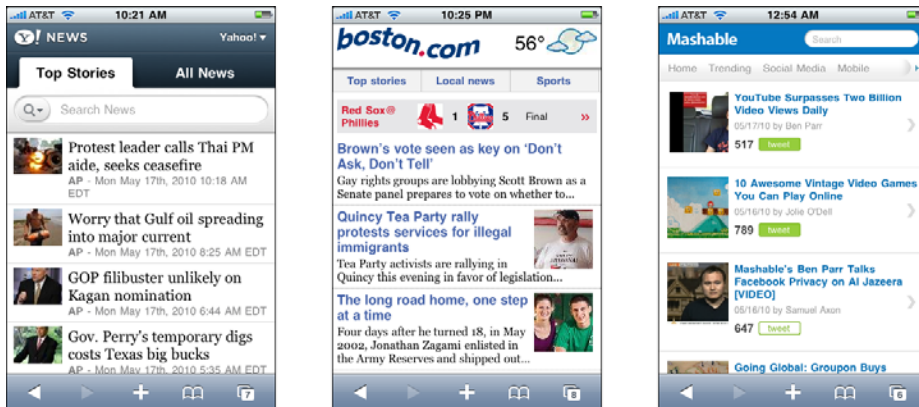 AT&T 10:21 AM
Y! NEWS Yahoo!
Top Stories All News
Search News
Protest leader calls Thai PM
aide, seeks ceasefire
AP - Mon May 17th, 2010 10:18 AM
EDT
Worry that Gulf oil spreading
into major current
AP - Mon May 17th, 2010 8:25 AM EDT
GOP filibuster unlikely on
Kagan nomination
AP - Mon May 17th, 2010 6:44 AM EDT
Gov. Perry's temporary digs
costs Texas big bucks
AP - Mon May 17th, 2010 5:35 AM EDT
7
AT&T 10:25 PM
boston.com 56°
Top stories Local news Sports
Red Sox@
Phillies 1 5 Final »
Brown's vote seen as key on 'Don't
Ask, Don't Tell'
Gay rights groups are lobbying Scott Brown as a
Senate panel prepares to vote on whether to...
Quincy Tea Party rally
protests services for illegal
immigrants
Tea Party activists are rallying in
Quincy this evening in favor of legislation...
The long road home, one step
at a time
Four days after he turned 18, in May
2002, Jonathan Zagami enlisted in
the Army Reserves and shipped out...
8
AT&T 12:54 AM
Mashable Search
Home Trending Social Media Mobile
YouTube Surpasses Two Billion
Video Views Daily
05/17/10 by Ben Parr
517 tweet
10 Awesome Vintage Video Games
You Can Play Online
05/16/10 by Jolie O'Dell
789 tweet
Mashable's Ben Parr Talks
Facebook Privacy on Al Jazeera
[VIDEO]
05/16/10 by Samuel Axon
647 tweet
Going Global: Groupon Buys
6